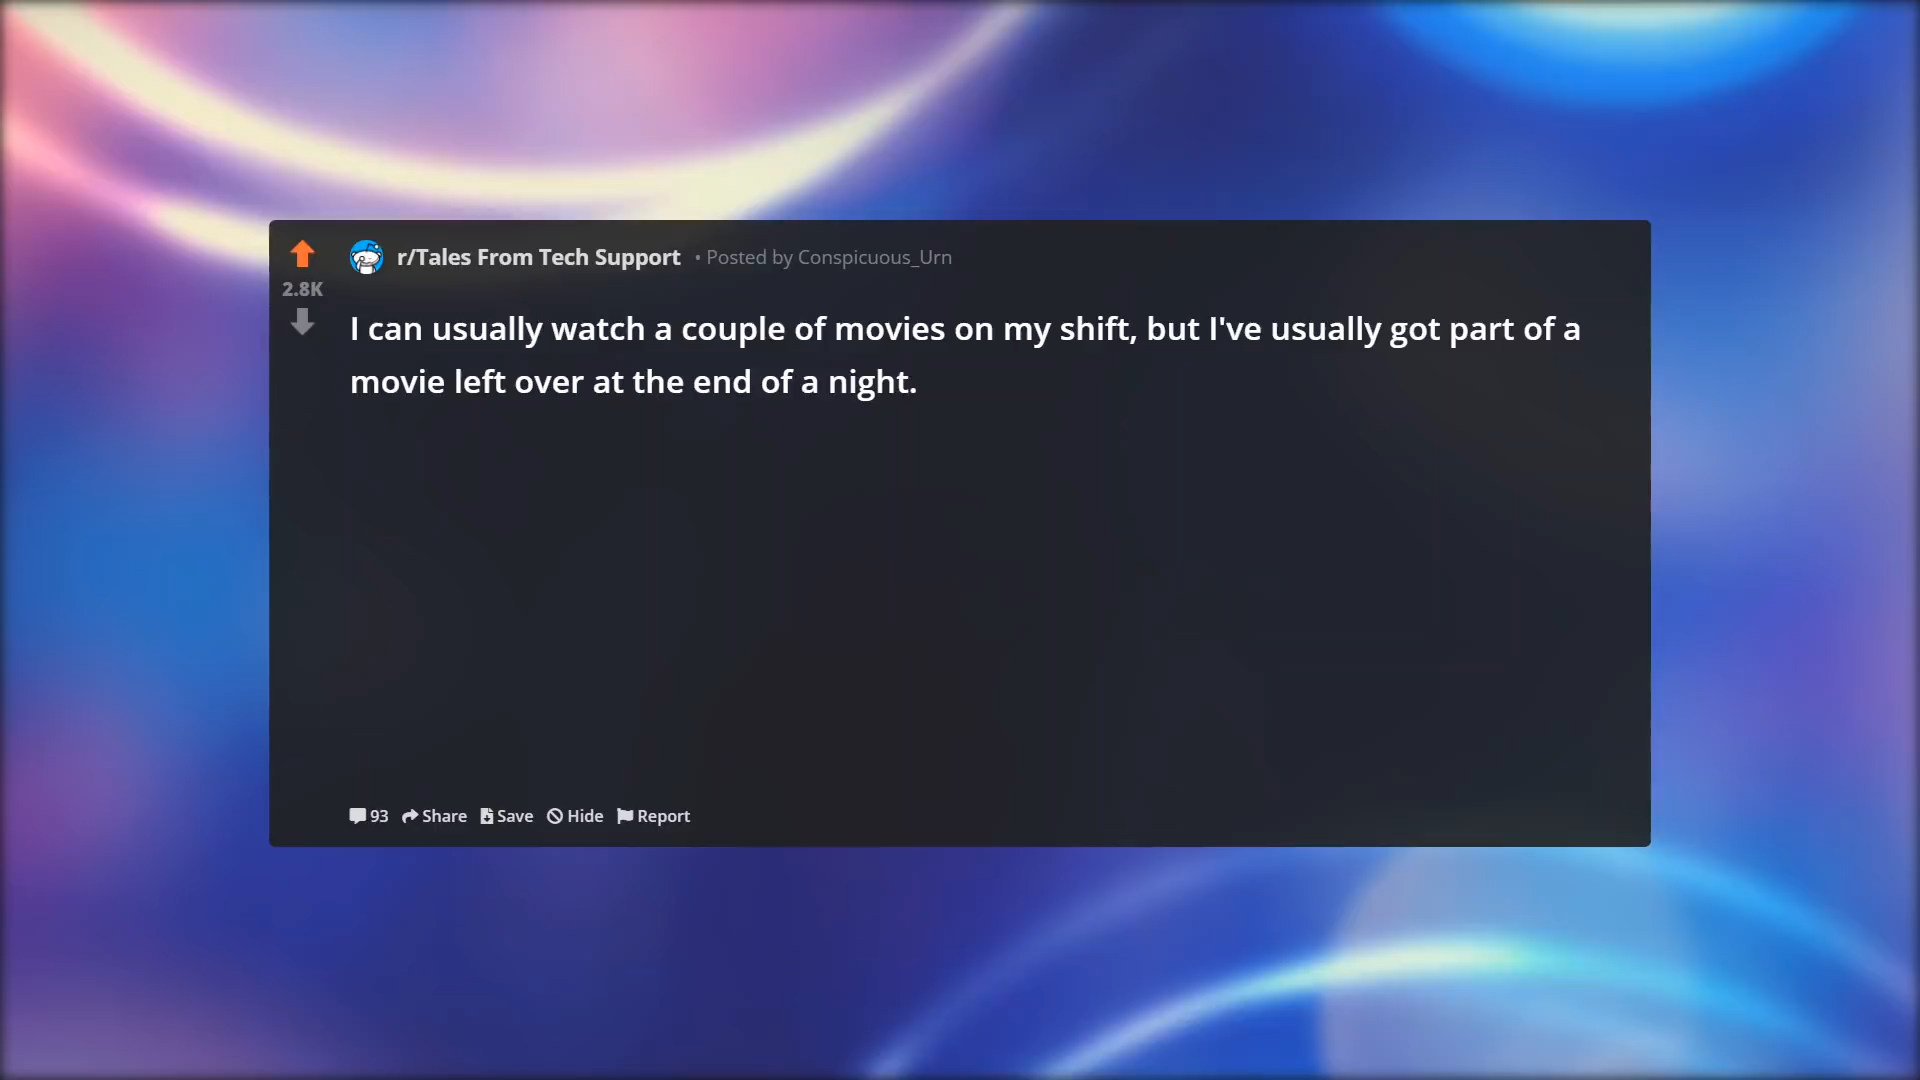 r/Tales From Tech Support • Posted by Conspicuous_Urn
2.8K
I can usually watch a couple of movies on my shift, but I've usually got part of a
movie left over at the end of a night.
93 Share Save Hide Report